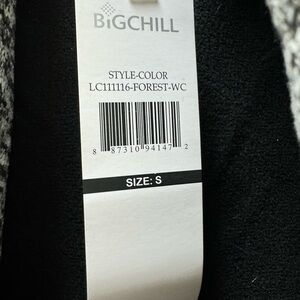 BiGCHILL
STYLE-COLOR
LC111116-FOREST-WC
8 87310 94147 2
SIZE: S